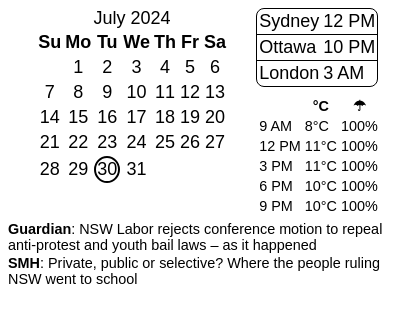 July 2024
Su Mo Tu We Th Fr Sa
1 2 3 4 5 6
7 8 9 10 11 12 13
14 15 16 17 18 19 20
21 22 23 24 25 26 27
28 29 30 31
Sydney 12 PM
Ottawa 10 PM
London 3 AM
°C ☂
9 AM 8°C 100%
12 PM 11°C 100%
3 PM 11°C 100%
6 PM 10°C 100%
9 PM 10°C 100%
Guardian: NSW Labor rejects conference motion to repeal
anti-protest and youth bail laws – as it happened
SMH: Private, public or selective? Where the people ruling
NSW went to school